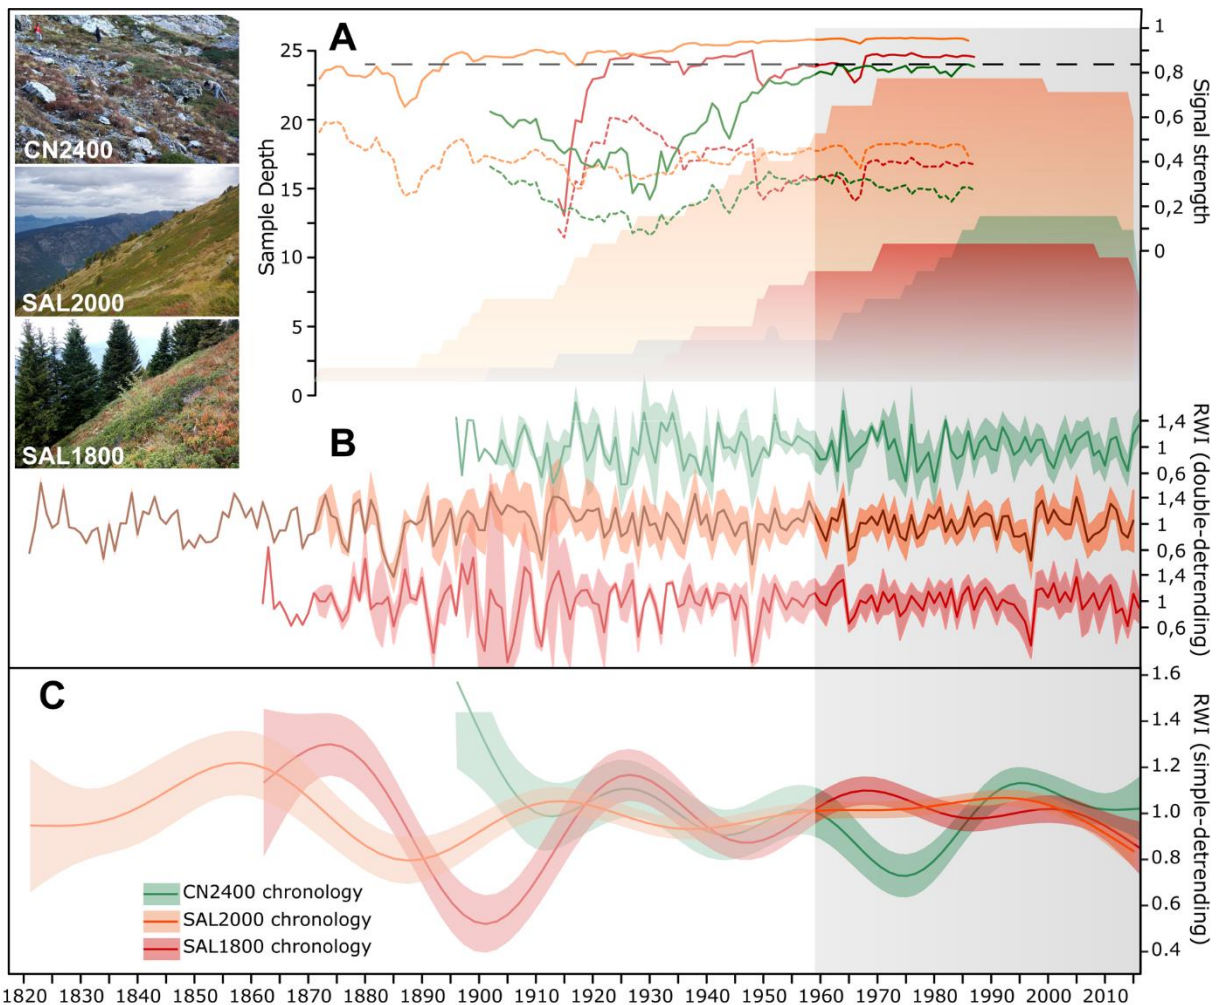 CN2400
SAL2000
SAL1800
A
25
20
15
10
5
0
Sample Depth
1
0,8
0,6
0,4
0,2
0
Signal strength
B
1,4
1
0,6
1,4
1
0,6
1,4
1
0,6
RWI (double-detrending)
C
1.6
1.4
1.2
1.0
0.8
0.6
0.4
RWI (simple-detrending)
CN2400 chronology
SAL2000 chronology
SAL1800 chronology
1820 1830 1840 1850 1860 1870 1880 1890 1900 1910 1920 1930 1940 1950 1960 1970 1980 1990 2000 2010